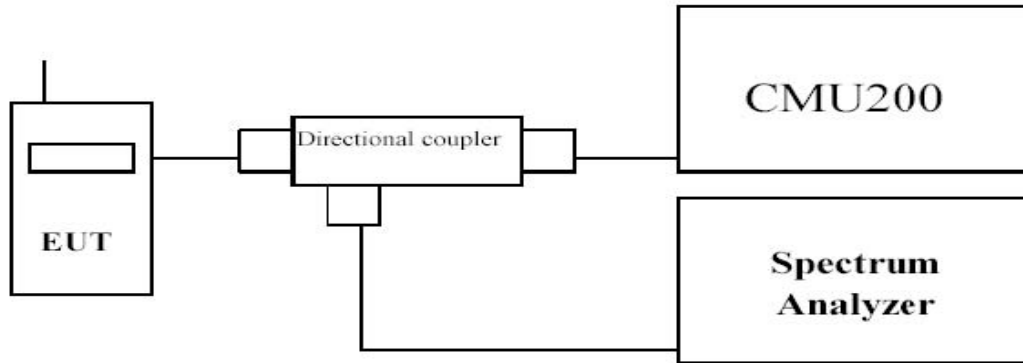 EUT
Directional coupler
CMU200
Spectrum
Analyzer